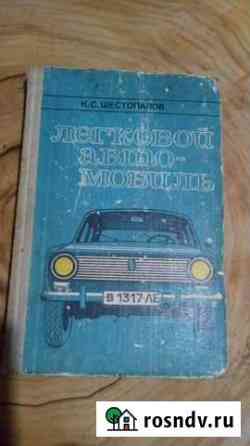 К.С. ШЕСТОПАЛОВ
ЛЕГКОВОЙ
АВТО-
МОБИЛЬ
В 1317 ЛЕ
rosndv.ru